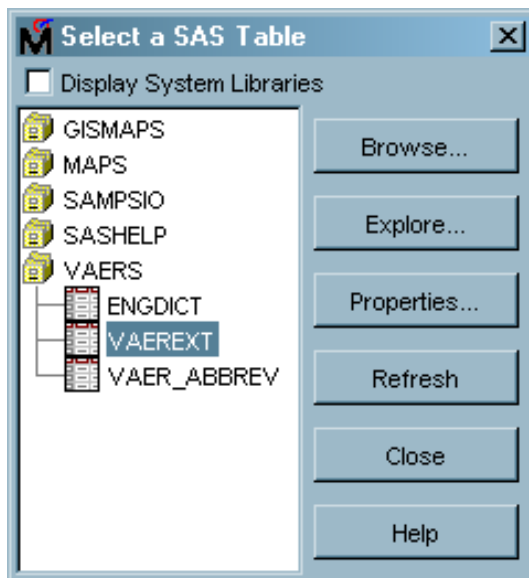 Select a SAS Table
Display System Libraries
GISMAPS
MAPS
SAMPSIO
SASHELP
VAERS
ENGDICT
VAEREXT
VAER_ABBREV
Browse...
Explore...
Properties...
Refresh
Close
Help